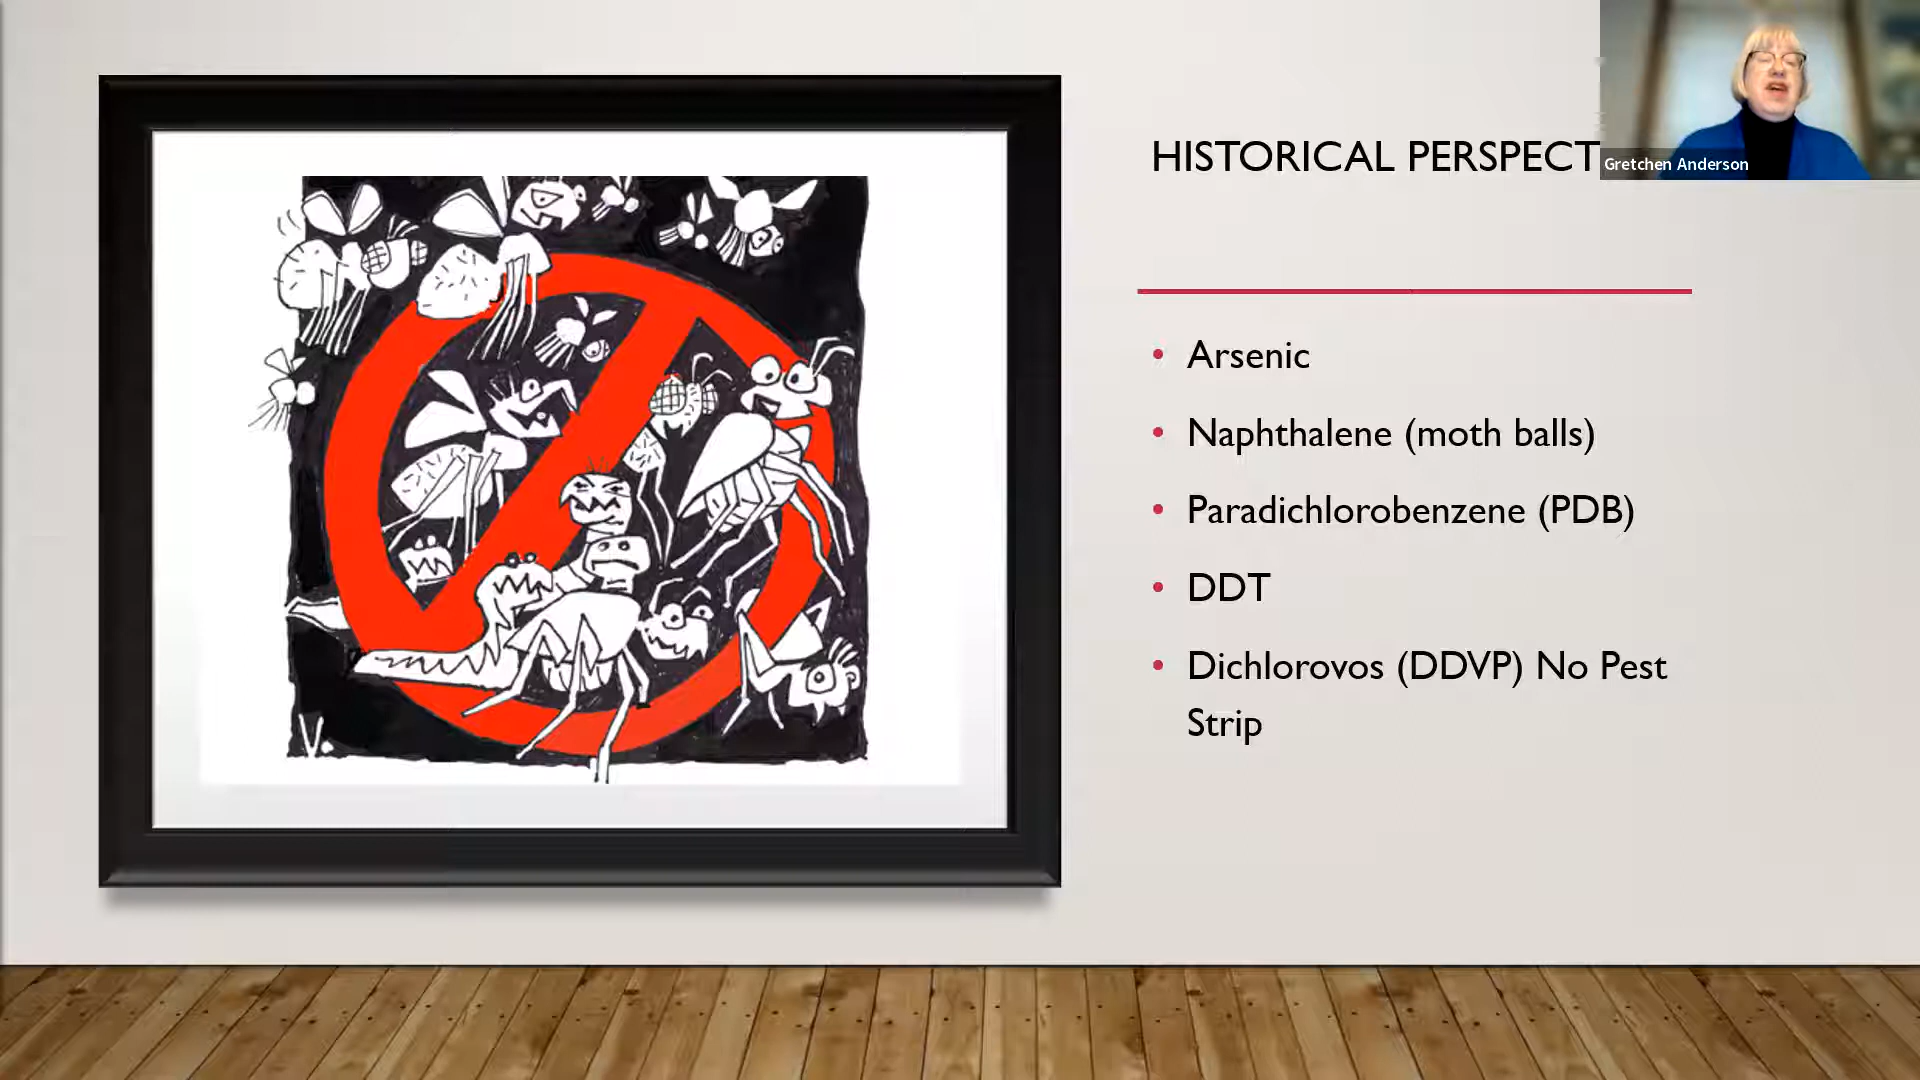 HISTORICAL PERSPECT
Gretchen Anderson
Arsenic
Naphthalene (moth balls)
Paradichlorobenzene (PDB)
DDT
Dichlorovos (DDVP) No Pest
Strip
V.